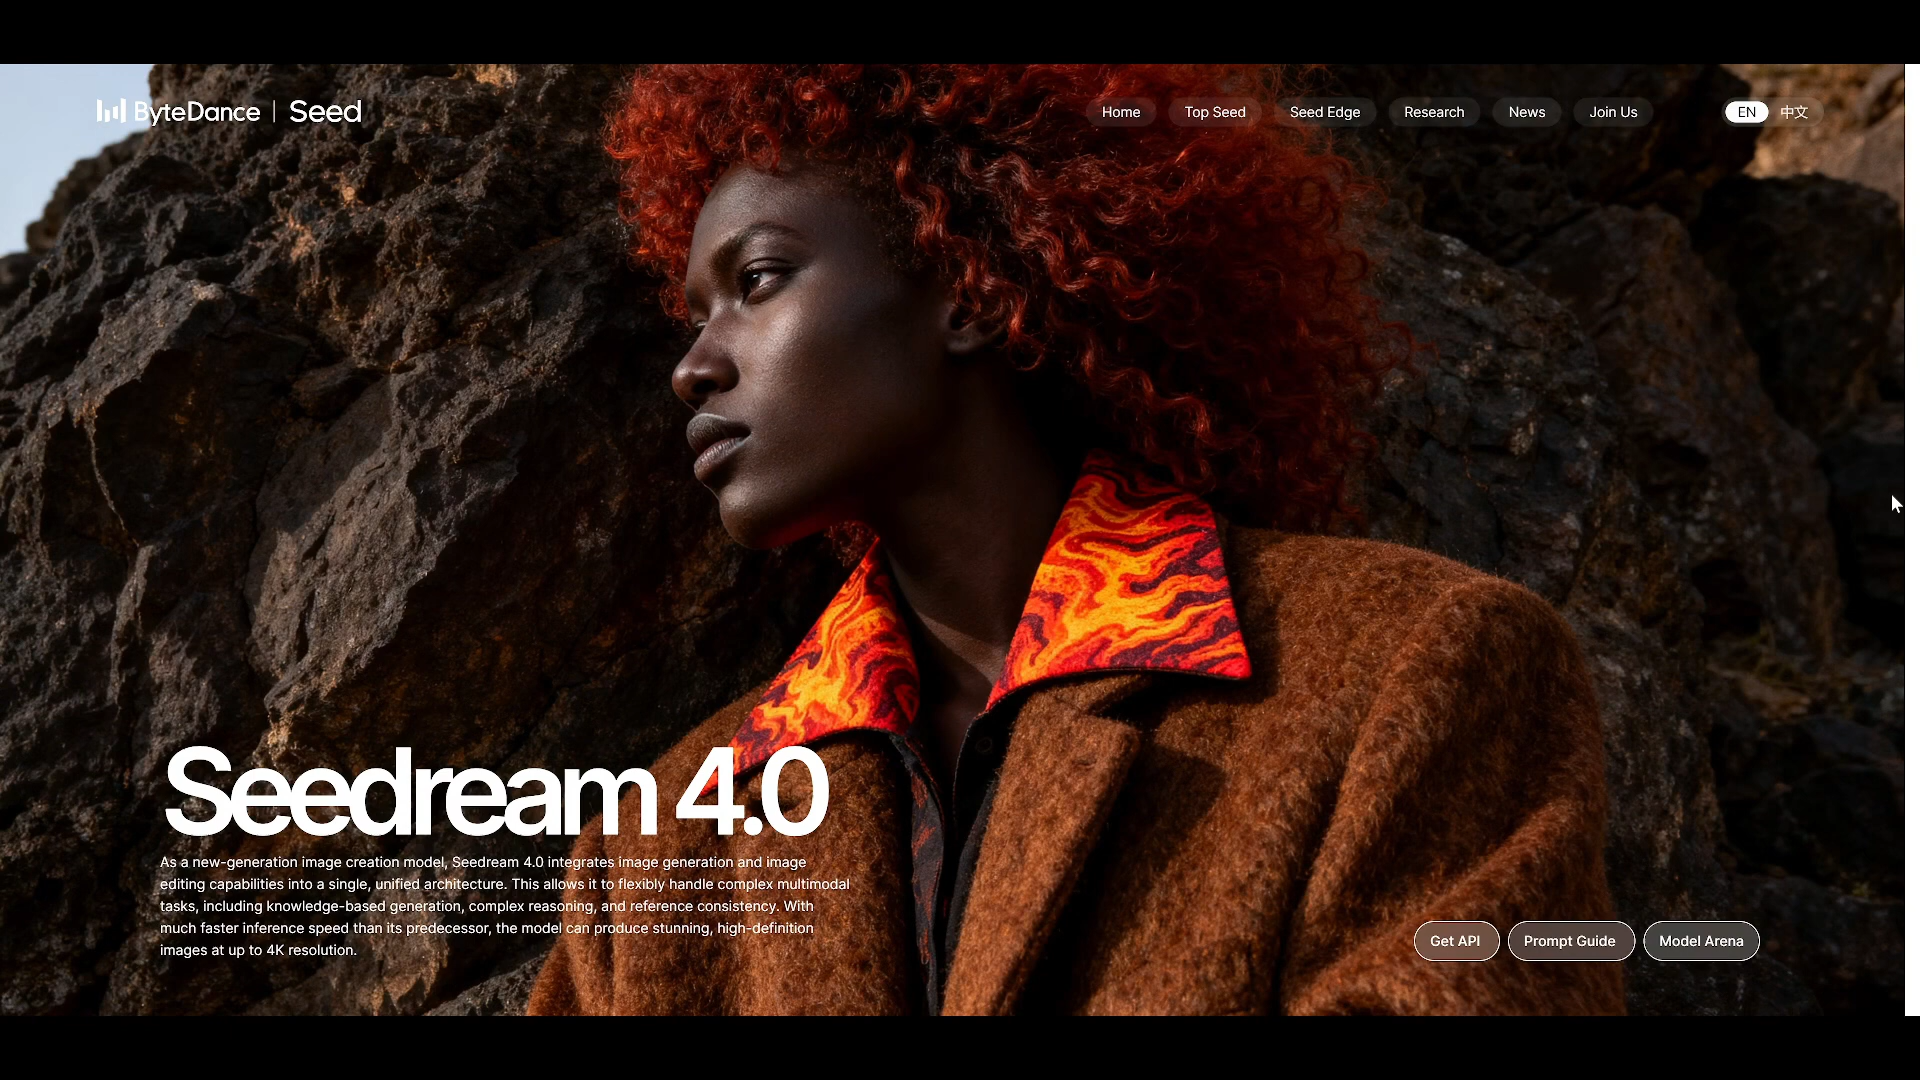 ByteDance | Seed
Home Top Seed Seed Edge Research News Join Us EN 中文
Seedream 4.0
As a new-generation image creation model, Seedream 4.0 integrates image generation and image
editing capabilities into a single, unified architecture. This allows it to flexibly handle complex multimodal
tasks, including knowledge-based generation, complex reasoning, and reference consistency. With
much faster inference speed than its predecessor, the model can produce stunning, high-definition
images at up to 4K resolution.
Get API Prompt Guide Model Arena